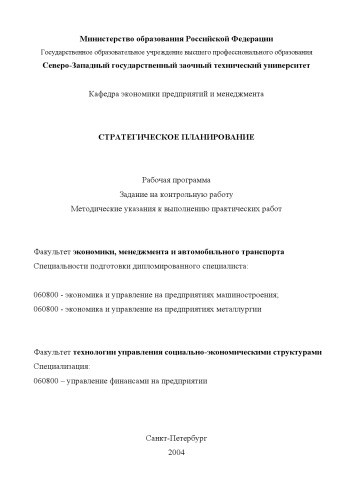 Министерство образования Российской Федерации
Государственное образовательное учреждение высшего профессионального образования
Северо-Западный государственный заочный технический университет
Кафедра экономики предприятий и менеджмента
СТРАТЕГИЧЕСКОЕ ПЛАНИРОВАНИЕ
Рабочая программа
Задание на контрольную работу
Методические указания к выполнению практических работ
Факультет экономики, менеджмента и автомобильного транспорта
Специальности подготовки дипломированного специалиста:
060800 - экономика и управление на предприятиях машиностроения;
060800 - экономика и управление на предприятиях металлургии
Факультет технологии управления социально-экономическими структурами
Специализация
060800 – управление финансами на предприятии
Санкт-Петербург
2004